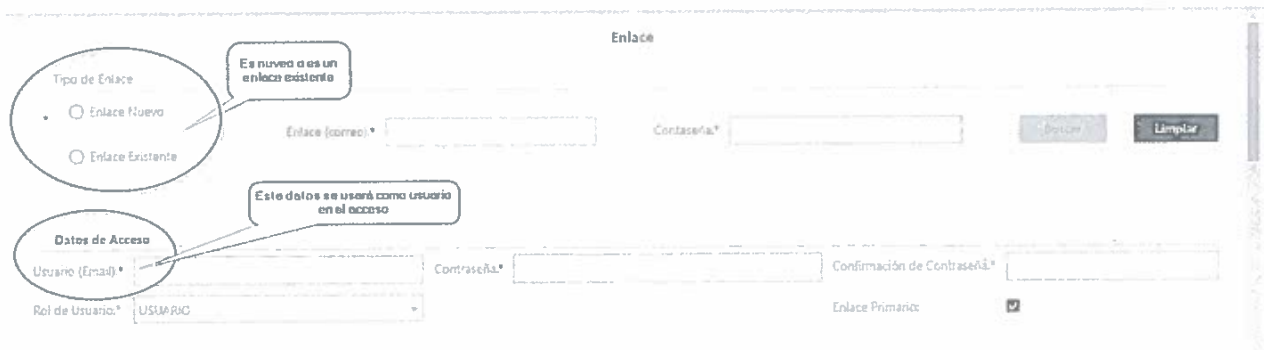 Enlace
Es nuevo o es un
enlace existente
Tipo de Enlace
Enlace Nuevo
Enlace (correo):*
Contaseña:*
Buscar
Limpiar
Enlace Existente
Este datos se usará como usuario
en el acceso
Datos de Acceso
Usuario (Email):*
Contraseña:*
Confirmación de Contraseña:*
Rol de Usuario:*
USUARIO
Enlace Primario: